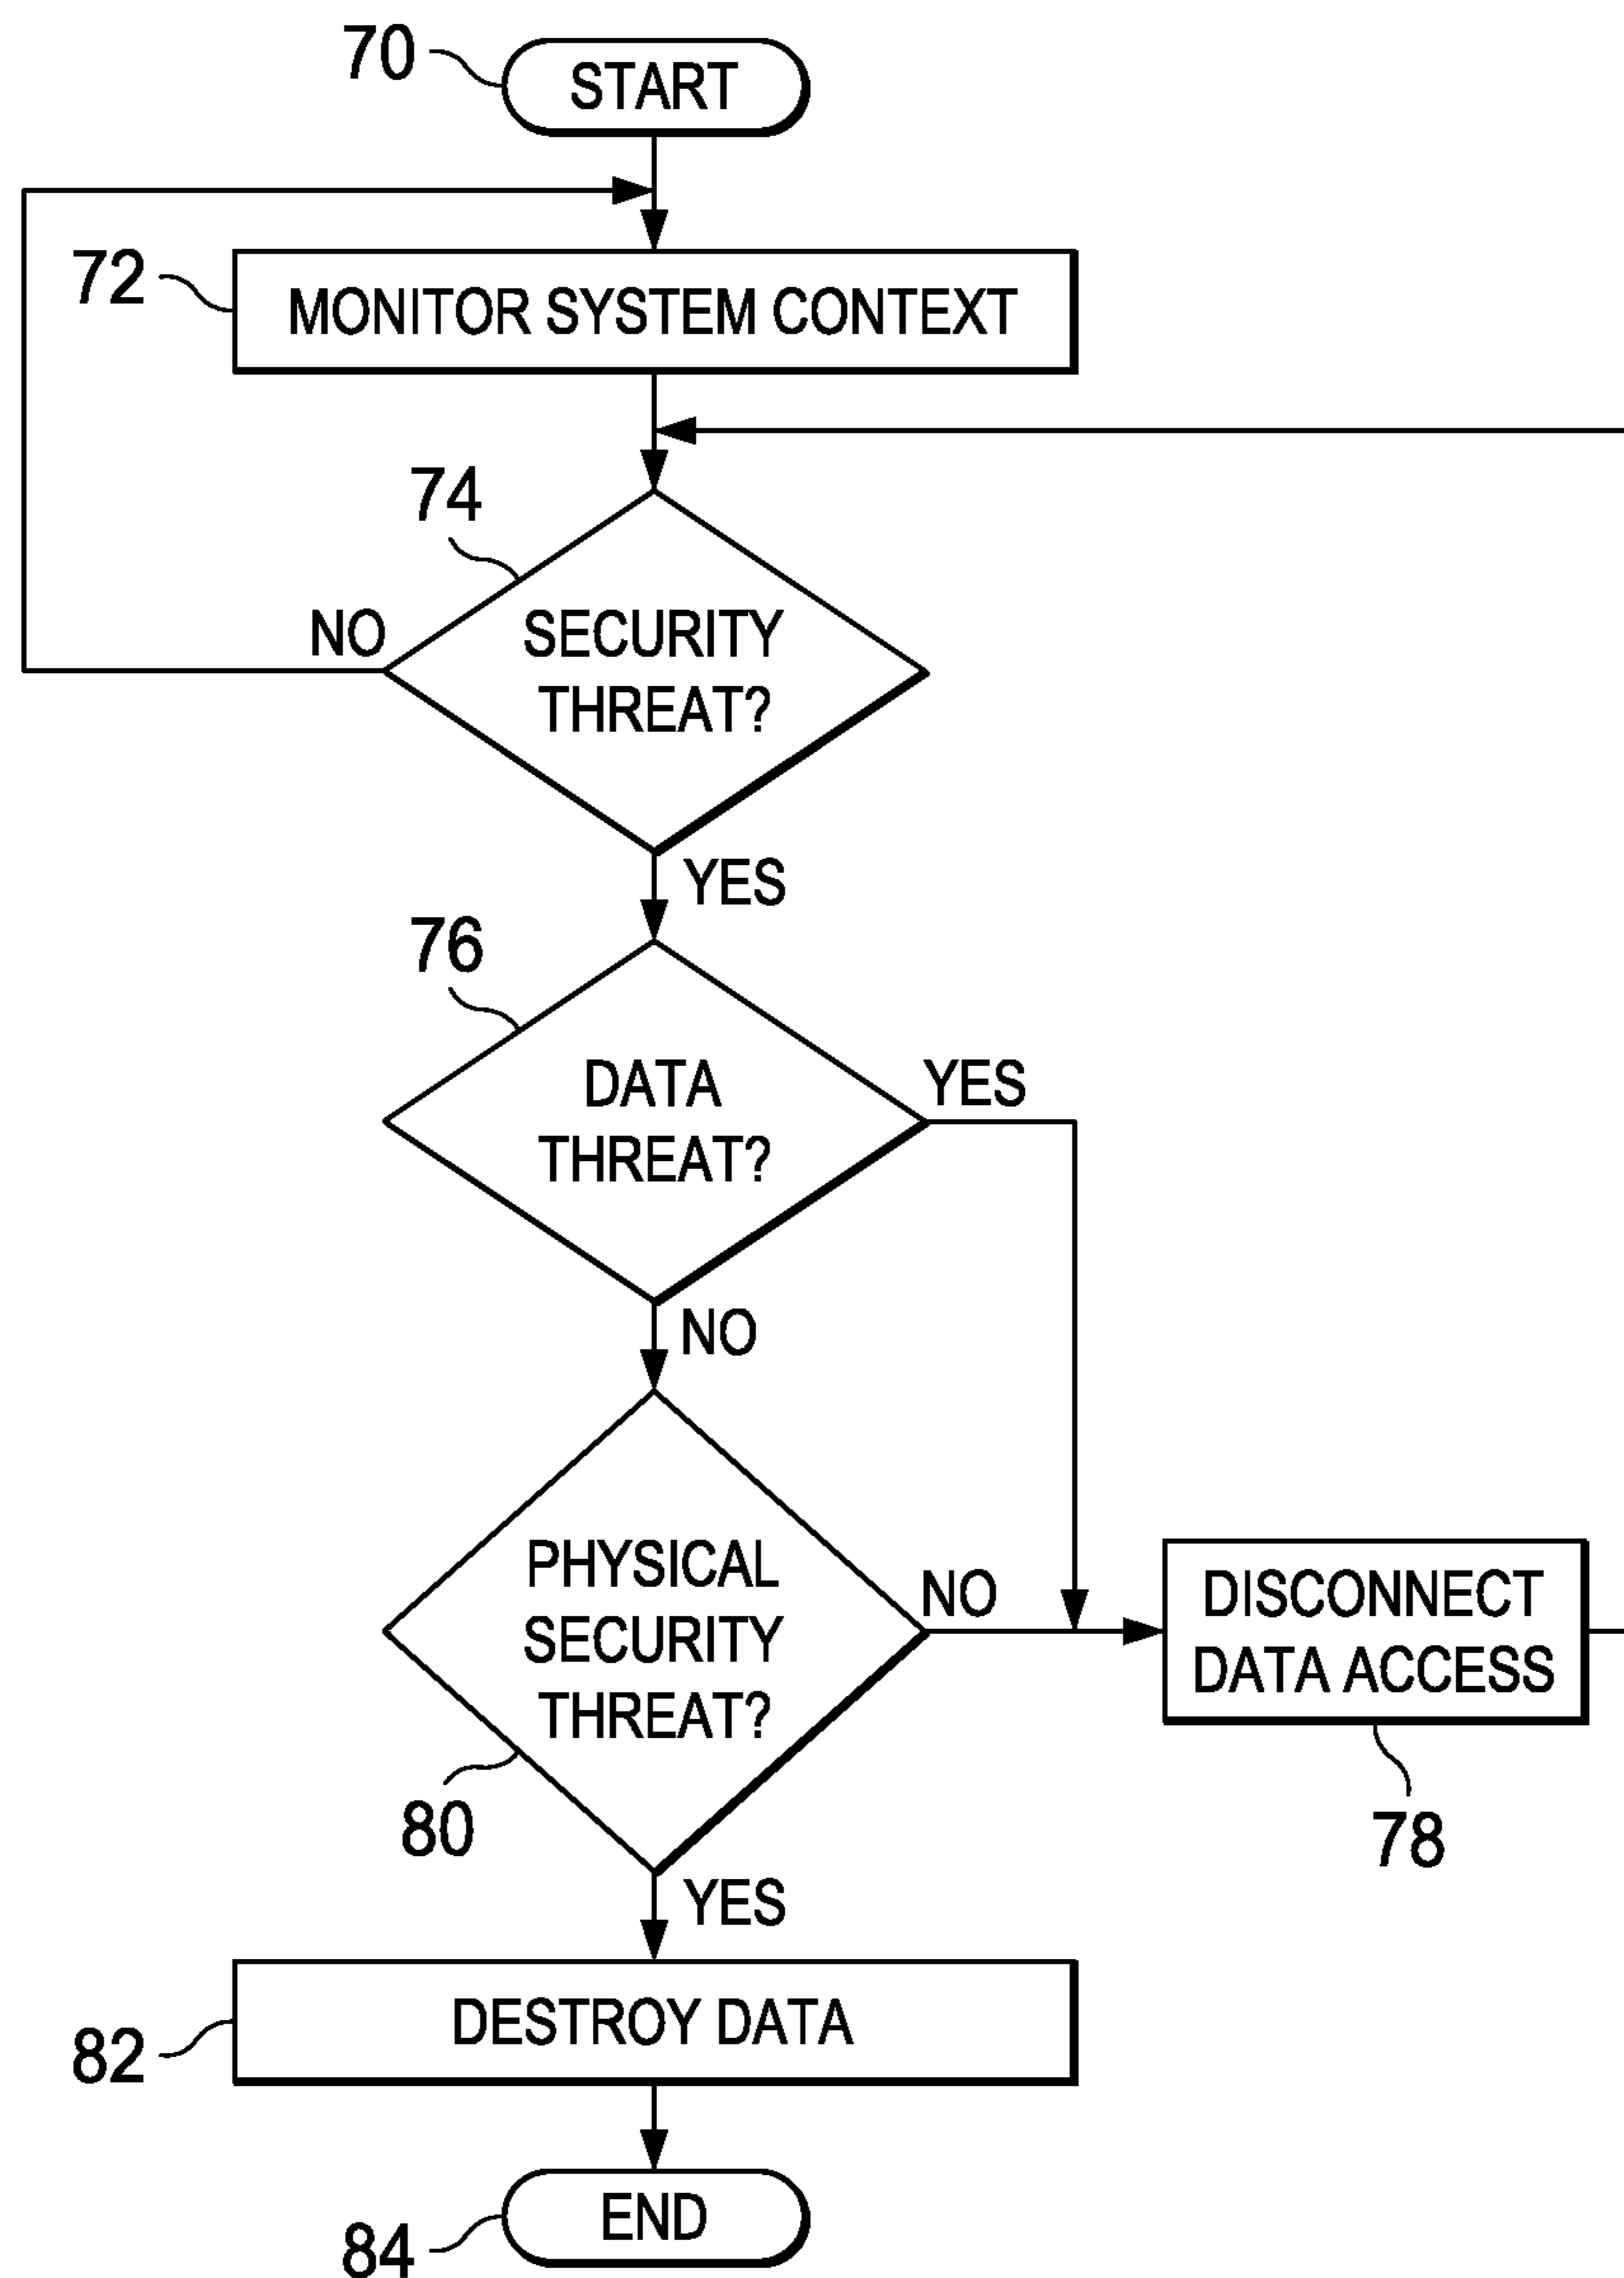 70
START
72
MONITOR SYSTEM CONTEXT
74
NO
SECURITY
THREAT?
YES
76
DATA
THREAT?
YES
NO
PHYSICAL
SECURITY
THREAT?
NO
DISCONNECT
DATA ACCESS
80
78
YES
DESTROY DATA
82
END
84